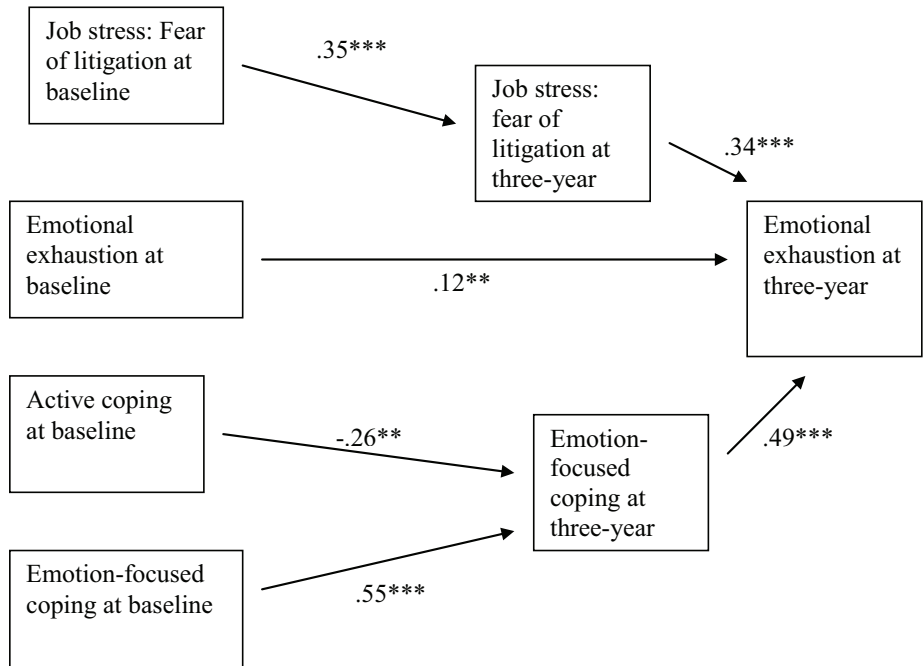 Job stress: Fear
of litigation at
baseline
.35***
Job stress:
fear of
litigation at
three-year
.34***
Emotional
exhaustion at
baseline
.12**
Emotional
exhaustion at
three-year
Active coping
at baseline
-.26**
Emotion-
focused
coping at
three-year
.49***
Emotion-focused
coping at baseline
.55***